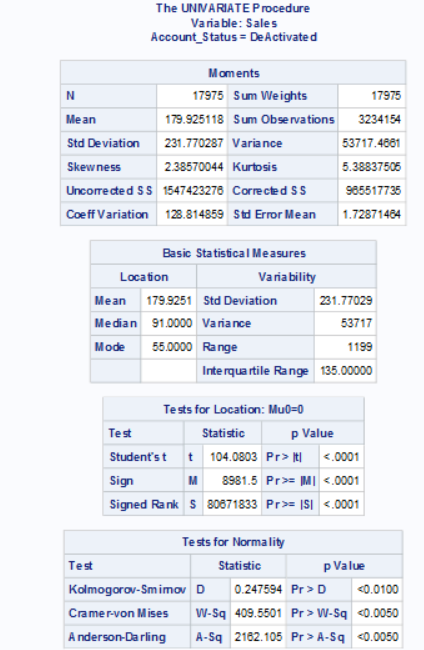 The UNIVARIATE Procedure
Variable: Sales
Account_Status = DeActivated
Moments
N 17975 Sum Weights 17975
Mean 179.925118 Sum Observations 3234154
Std Deviation 231.770287 Variance 53717.4661
Skewness 2.38570044 Kurtosis 5.38837505
Uncorrected SS 1547423276 Corrected SS 965517735
Coeff Variation 128.814859 Std Error Mean 1.72871464
Basic Statistical Measures
Location Variability
Mean 179.9251 Std Deviation 231.77029
Median 91.0000 Variance 53717
Mode 55.0000 Range 1199
Interquartile Range 135.00000
Tests for Location: Mu0=0
Test Statistic p Value
Student's t t 104.0803 Pr > |t| <.0001
Sign M 8981.5 Pr >= |M| <.0001
Signed Rank S 80671833 Pr >= |S| <.0001
Tests for Normality
Test Statistic p Value
Kolmogorov-Smirnov D 0.247594 Pr > D <0.0100
Cramer-von Mises W-Sq 409.5501 Pr > W-Sq <0.0050
Anderson-Darling A-Sq 2162.105 Pr > A-Sq <0.0050